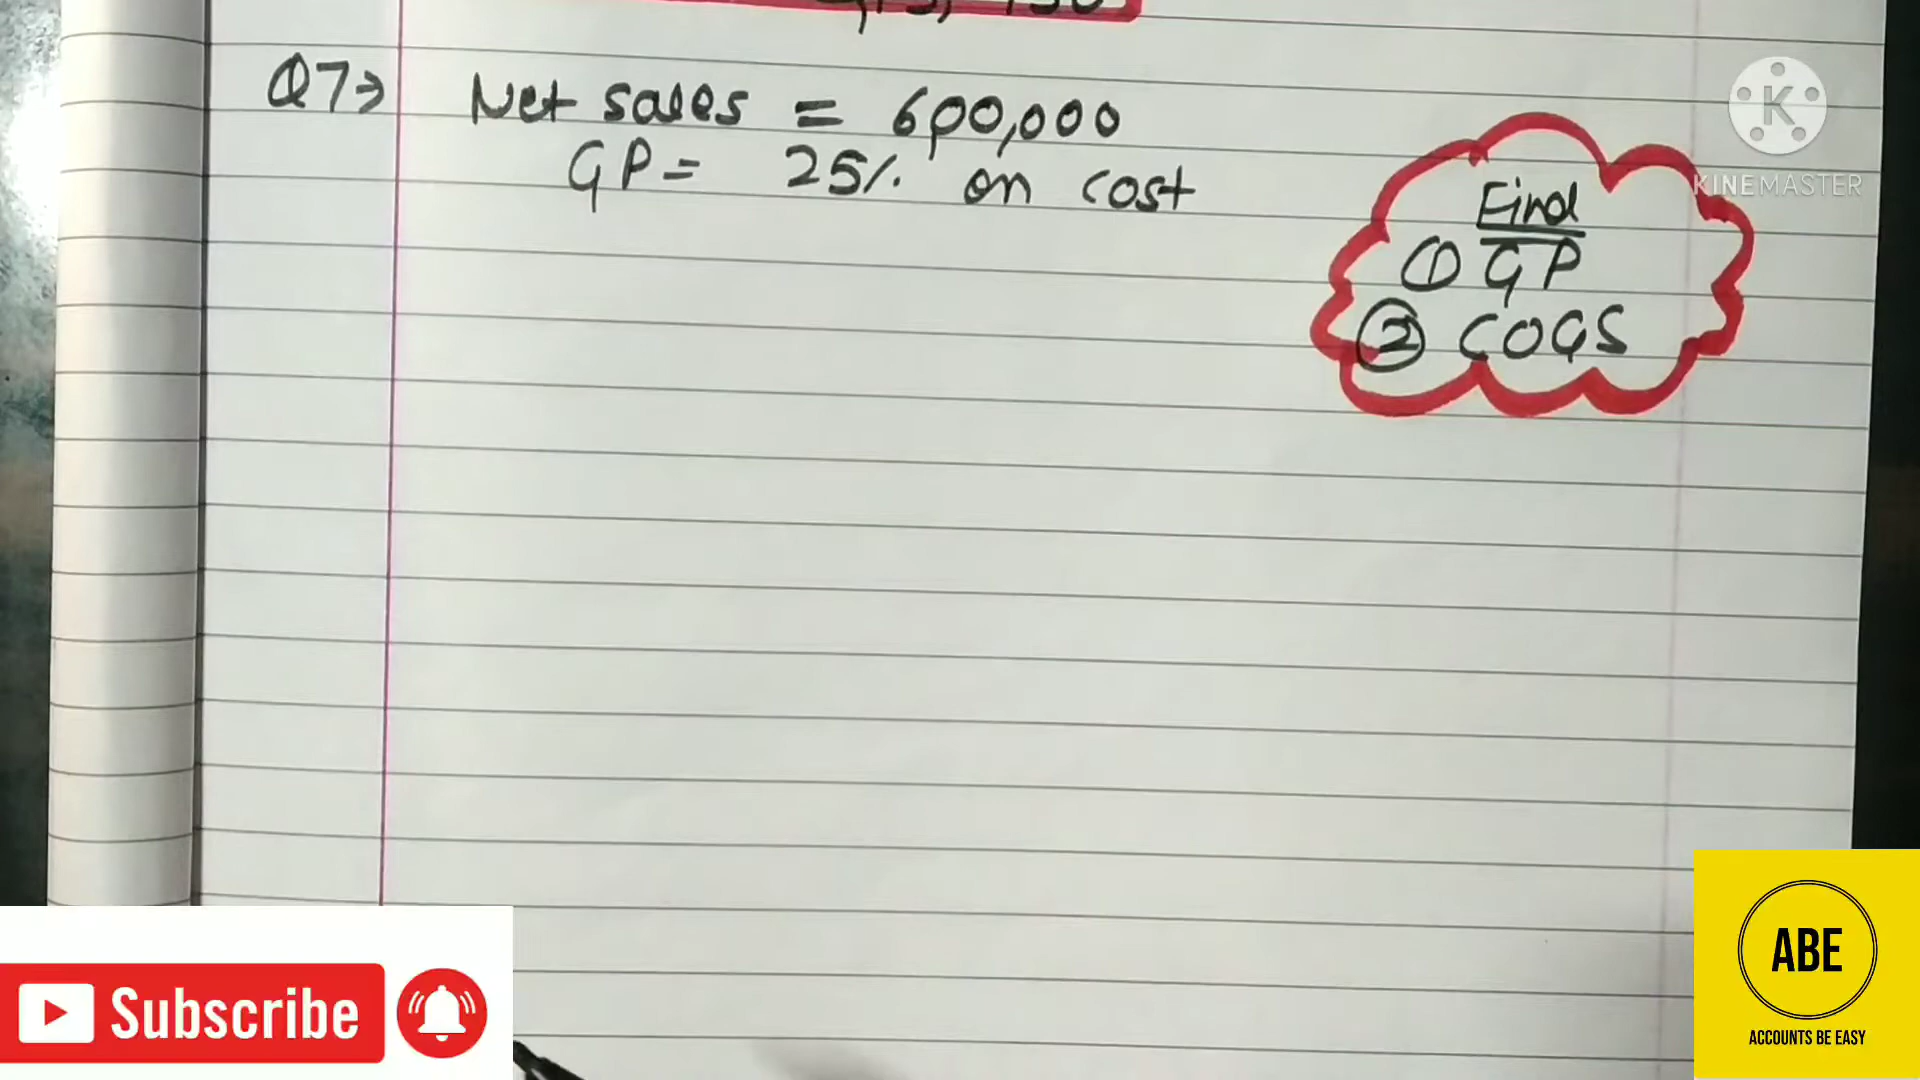 Q7→ Net sales = 600,000
GP = 25% on cost
Find
① GP
② COGS
KINEMASTER
Subscribe
ABE
ACCOUNTS BE EASY